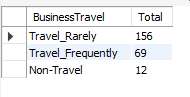 BusinessTravel Total
Travel_Rarely 156
Travel_Frequently 69
Non-Travel 12